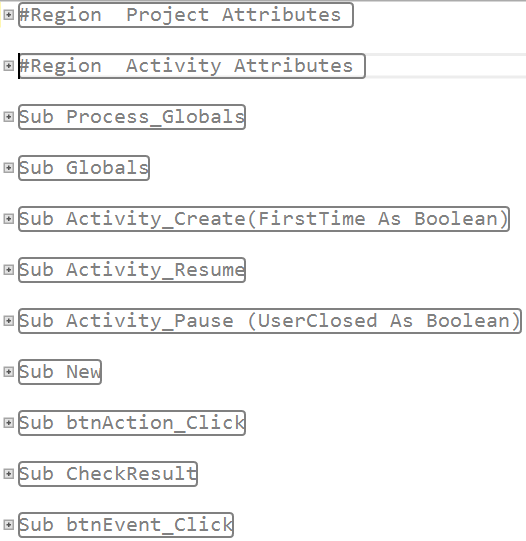 #Region  Project Attributes
#Region  Activity Attributes
Sub Process_Globals
Sub Globals
Sub Activity_Create(FirstTime As Boolean)
Sub Activity_Resume
Sub Activity_Pause (UserClosed As Boolean)
Sub New
Sub btnAction_Click
Sub CheckResult
Sub btnEvent_Click